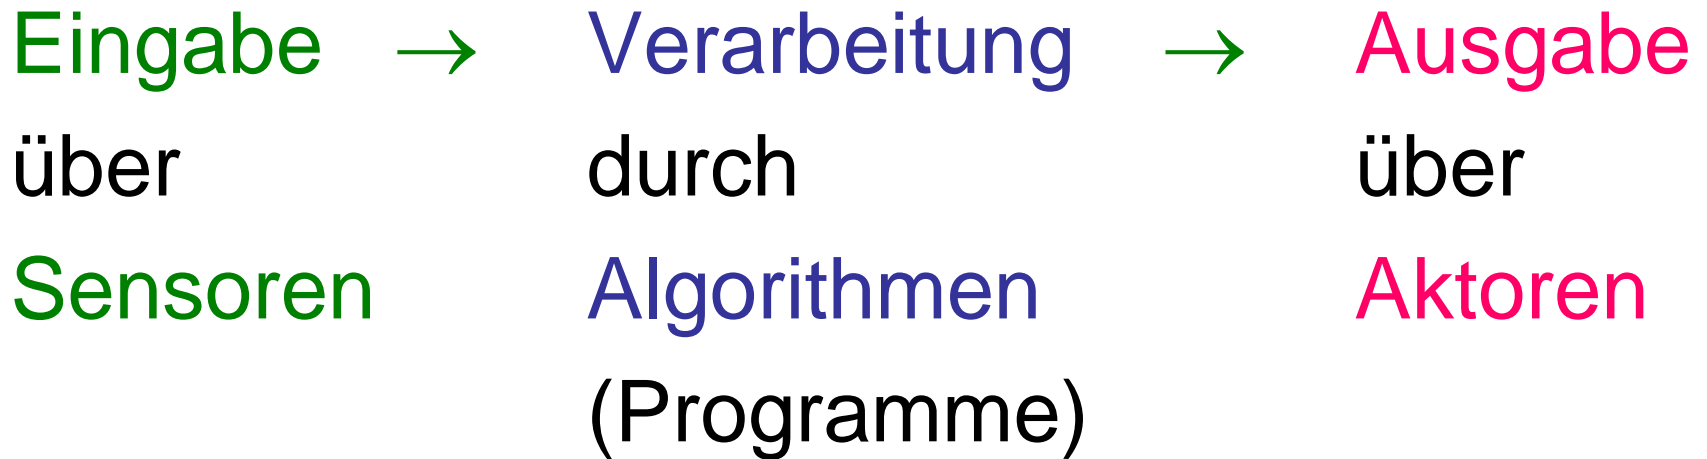 Eingabe → Verarbeitung → Ausgabe
über durch über
Sensoren Algorithmen Aktoren
(Programme)